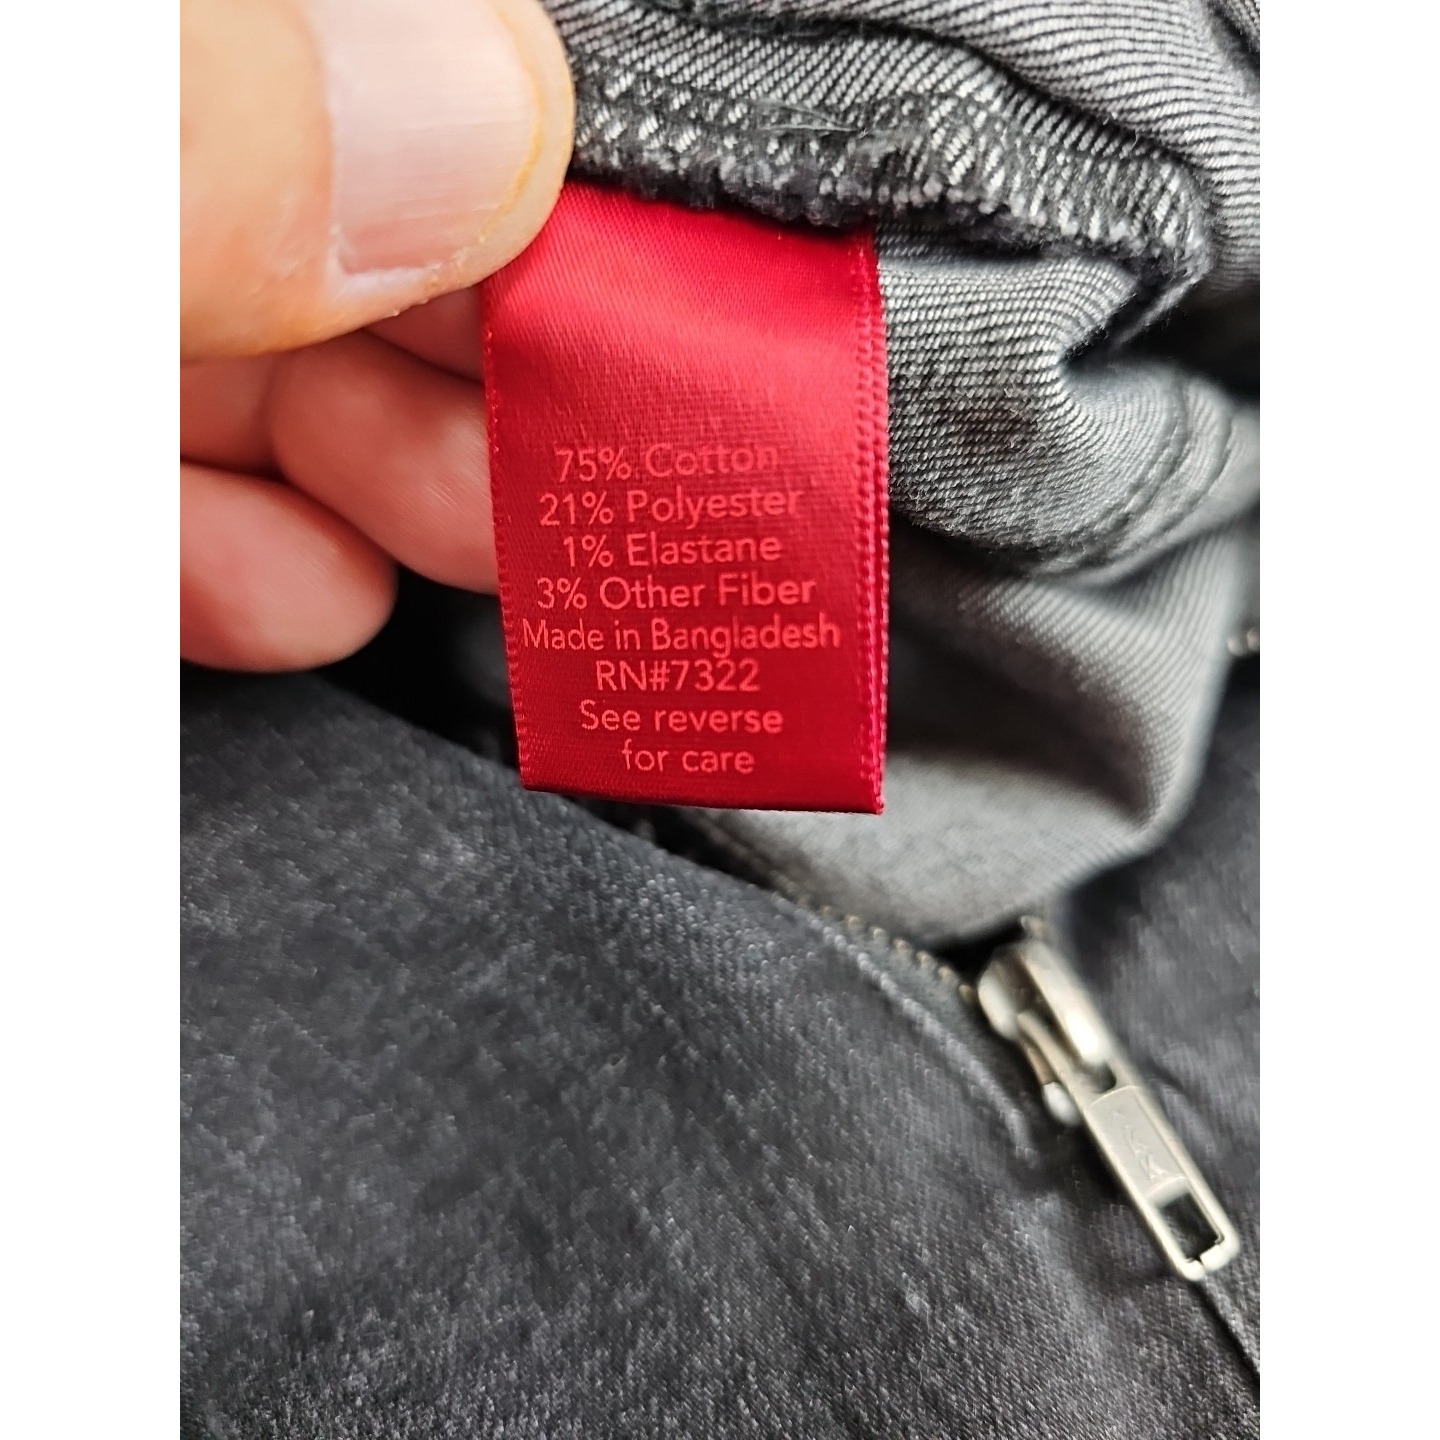 75% Cotton
21% Polyester
1% Elastane
3% Other Fiber
Made in Bangladesh
RN#7322
See reverse
for care